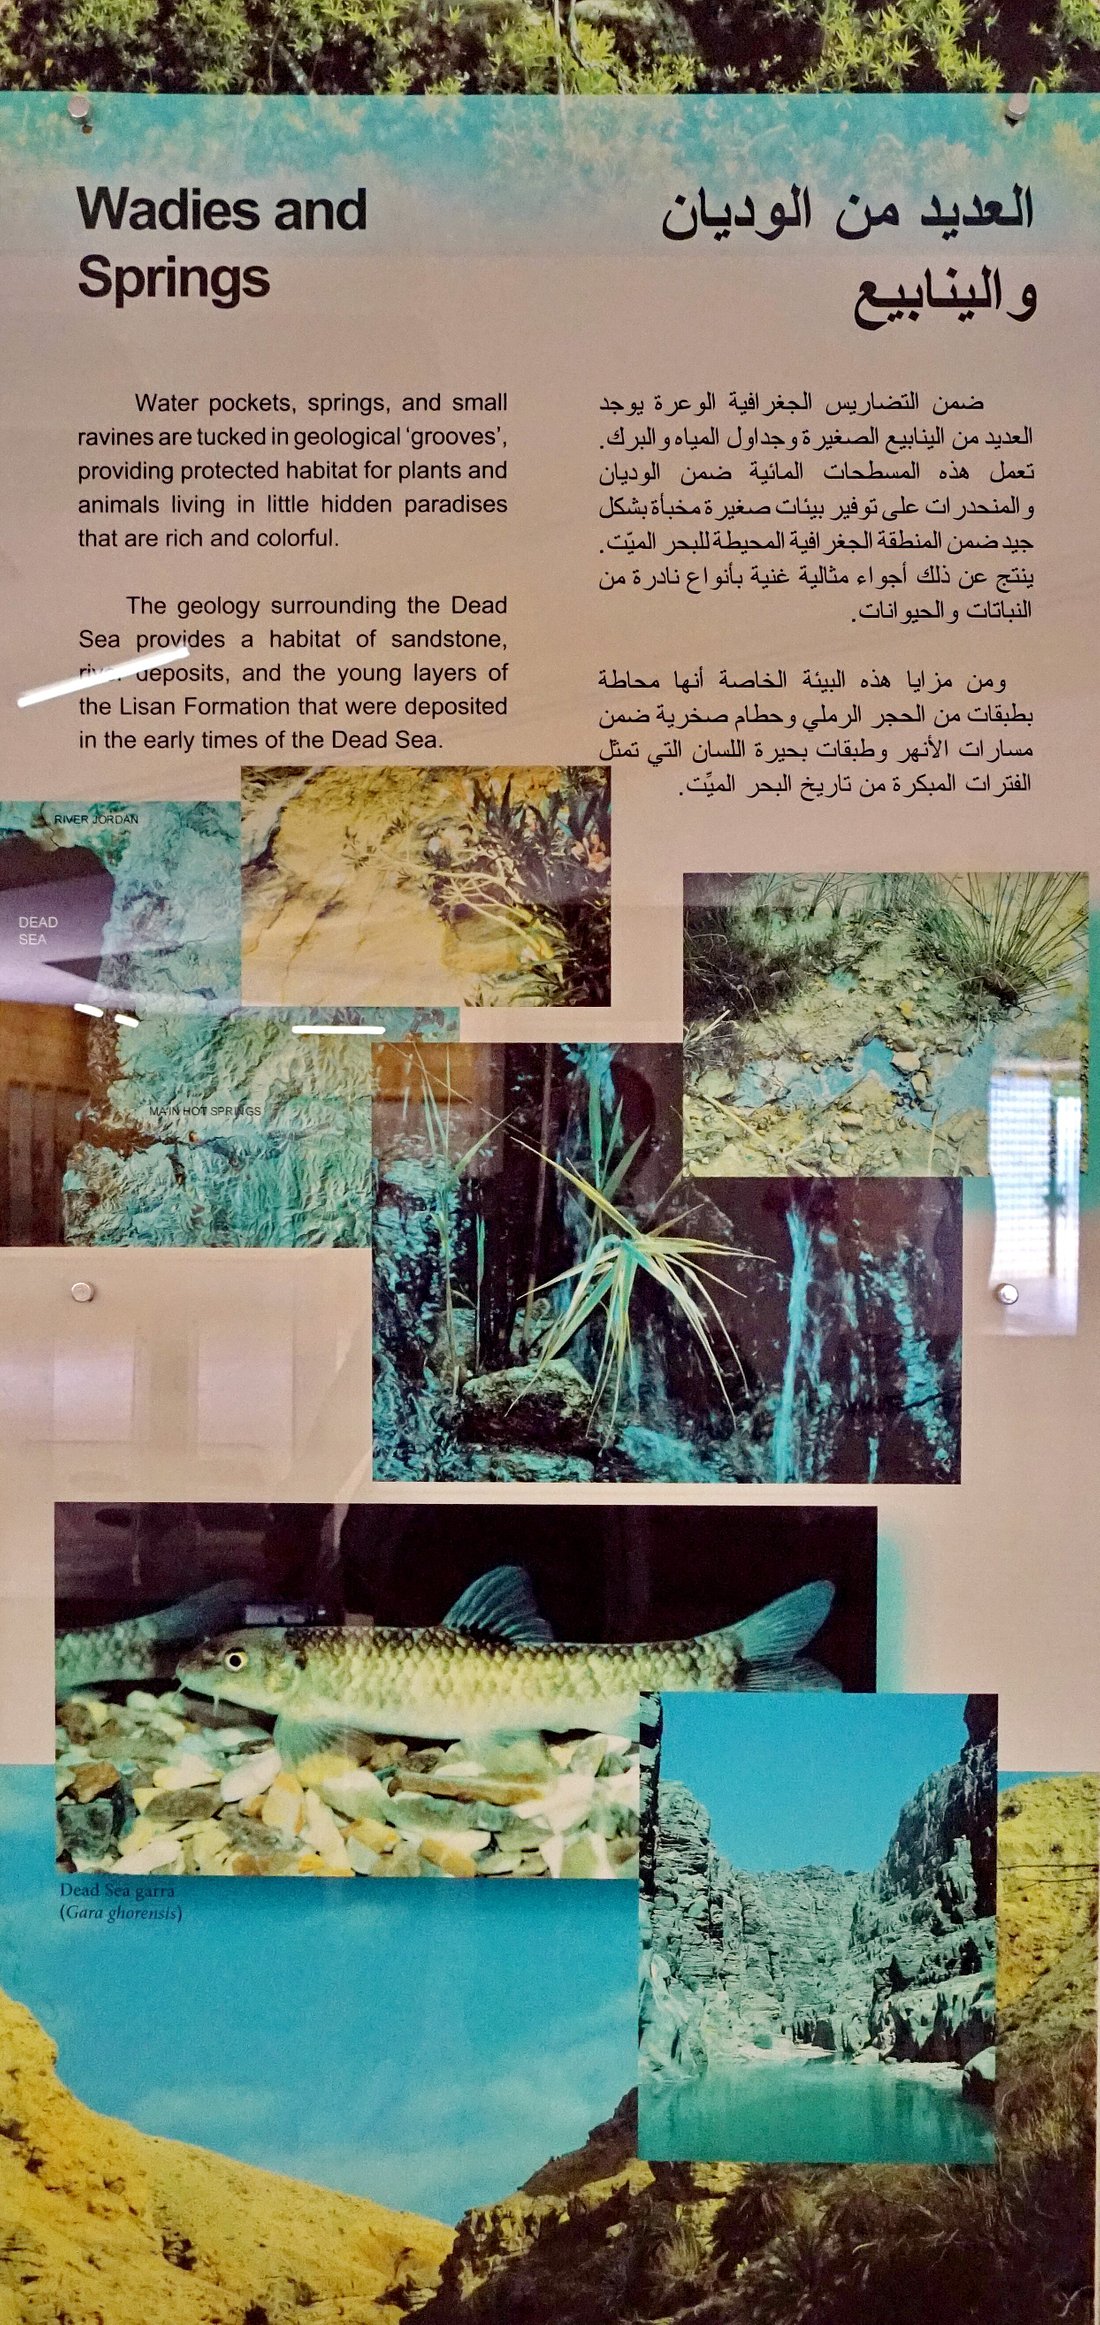 Wadies and
Springs
العديد من الوديان
والينابيع
Water pockets, springs, and small
ravines are tucked in geological ‘grooves’,
providing protected habitat for plants and
animals living in little hidden paradises
that are rich and colorful.
The geology surrounding the Dead
Sea provides a habitat of sandstone,
river deposits, and the young layers of
the Lisan Formation that were deposited
in the early times of the Dead Sea.
ضمن التضاريس الجغرافية الوعرة يوجد
العديد من الينابيع الصغيرة وجداول المياه والبرك.
تعمل هذه المسطحات المائية ضمن الوديان
والمنحدرات على توفير بيئات صغيرة مخبأة بشكل
جيد ضمن المنطقة الجغرافية المحيطة للبحر الميّت.
ينتج عن ذلك أجواء مثالية غنية بأنواع نادرة من
النباتات والحيوانات.
ومن مزايا هذه البيئة الخاصة أنها محاطة
بطبقات من الحجر الرملي وحطام صخرية ضمن
مسارات الأنهر وطبقات بحيرة اللسان التي تمثل
الفترات المبكرة من تاريخ البحر الميِّت.
RIVER JORDAN
DEAD
SEA
MAIN HOT SPRINGS
Dead Sea garra
(Gara ghorensis)